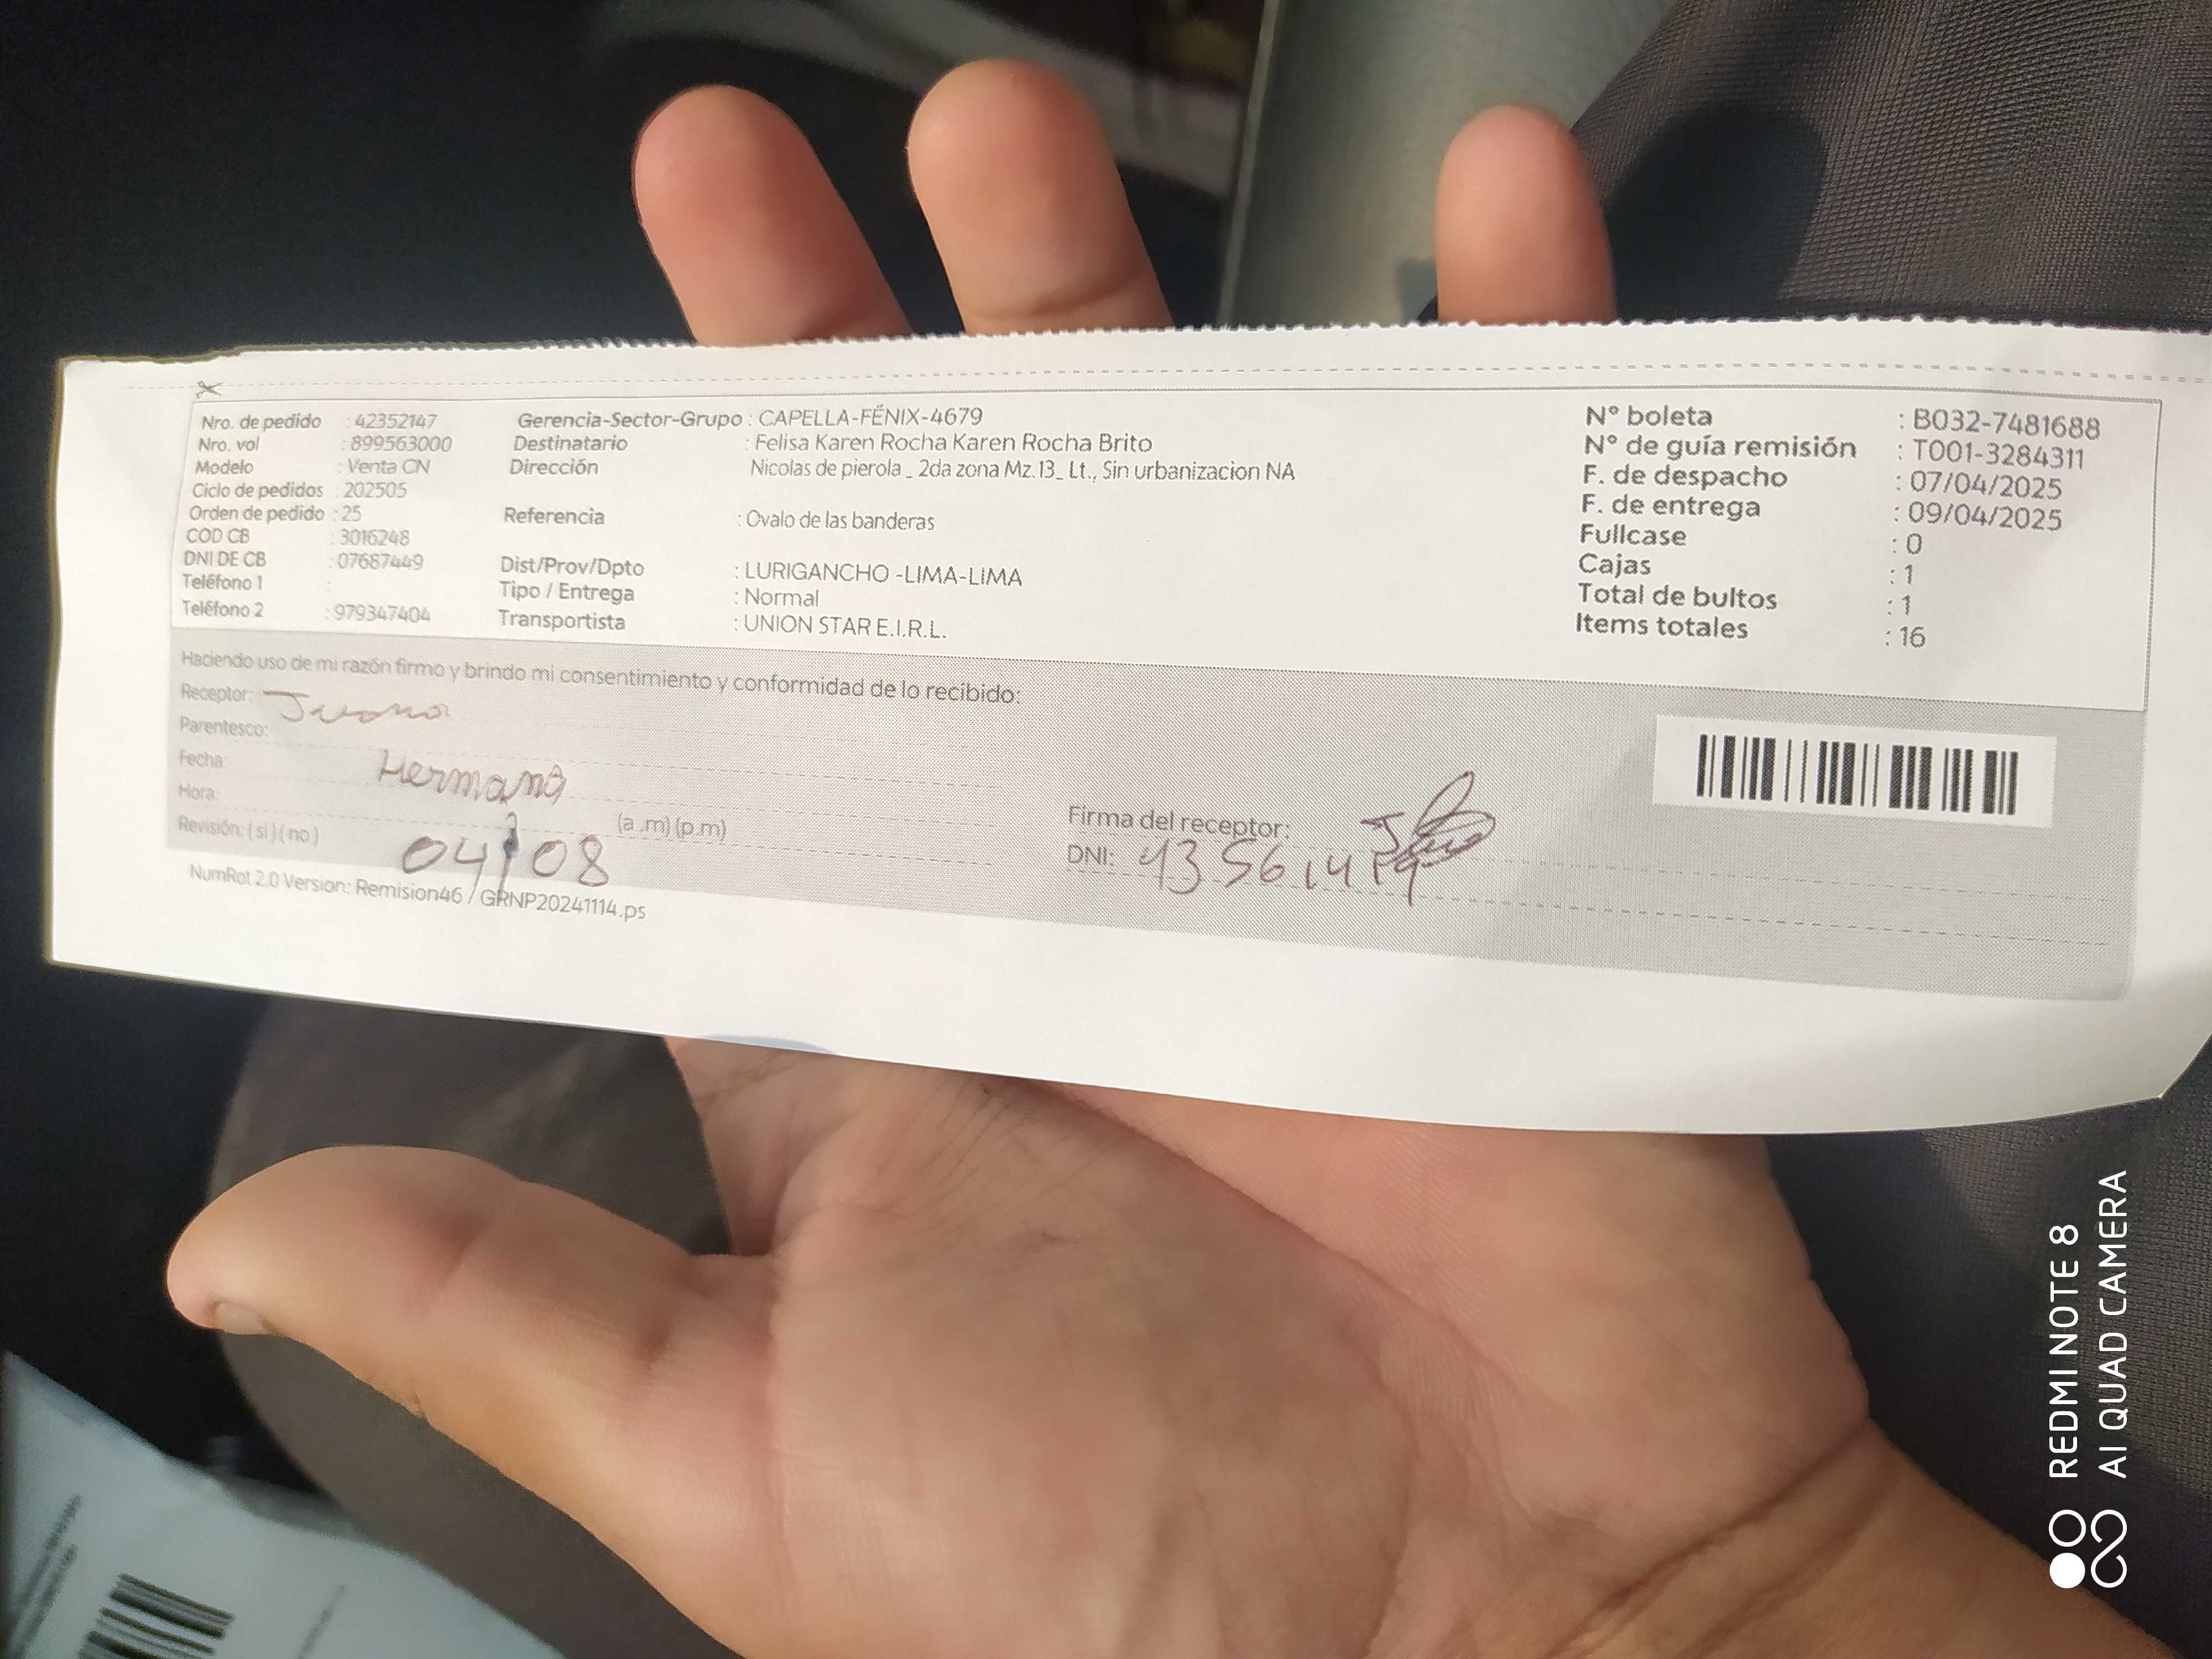 Nro. de pedido : 42352147
Nro. vol : 899563000
Modelo : Venta CN
Ciclo de pedidos : 202505
Orden de pedido : 25
COD CB : 3016248
DNI DE CB : 07687449
Teléfono 1 :
Teléfono 2 : 979347404
Gerencia-Sector-Grupo : CAPELLA-FÉNIX-4679
Destinatario : Felisa Karen Rocha Karen Rocha Brito
Dirección Nicolas de pierola _ 2da zona Mz.13_ Lt., Sin urbanizacion NA
Referencia : Ovalo de las banderas
Dist/Prov/Dpto : LURIGANCHO -LIMA-LIMA
Tipo / Entrega : Normal
Transportista : UNION STAR E.I.R.L.
N° boleta : B032-7481688
N° de guía remisión : T001-3284311
F. de despacho : 07/04/2025
F. de entrega : 09/04/2025
Fullcase : 0
Cajas : 1
Total de bultos : 1
Items totales : 16
Haciendo uso de mi razón firmo y brindo mi consentimiento y conformidad de lo recibido:
Receptor:
Parentesco:
Fecha: Hermana
Hora: (a.m) (p.m)
Revisión: ( si ) ( no ) 04/08
Firma del receptor:
DNI:
NumRot 2.0 Version: Remision46 / GRNP20241114.ps
REDMI NOTE 8
AI QUAD CAMERA